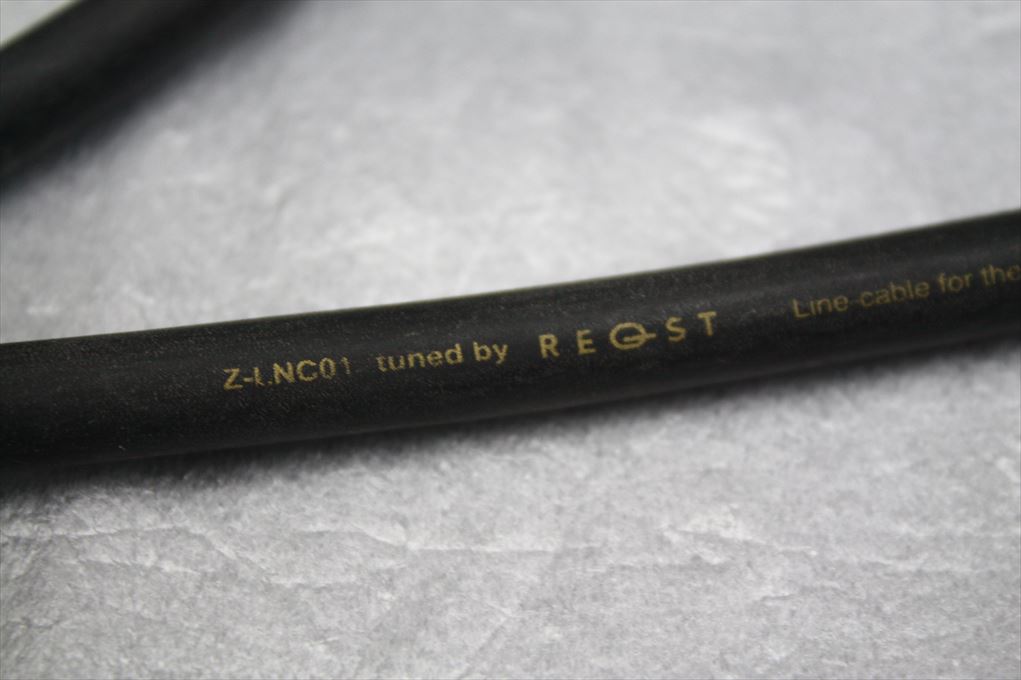 Z-LNC01 tuned by REQST Line-cable for the